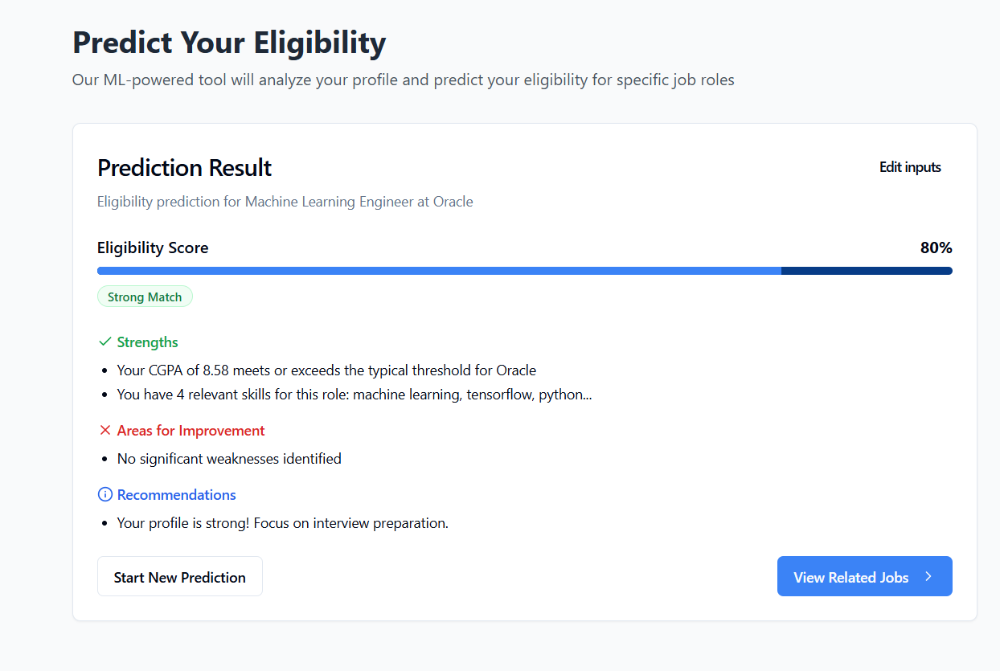 Predict Your Eligibility
Our ML-powered tool will analyze your profile and predict your eligibility for specific job roles
Prediction Result
Edit inputs
Eligibility prediction for Machine Learning Engineer at Oracle
Eligibility Score
80%
Strong Match
Strengths
• Your CGPA of 8.58 meets or exceeds the typical threshold for Oracle
• You have 4 relevant skills for this role: machine learning, tensorflow, python...
Areas for Improvement
• No significant weaknesses identified
Recommendations
• Your profile is strong! Focus on interview preparation.
Start New Prediction
View Related Jobs